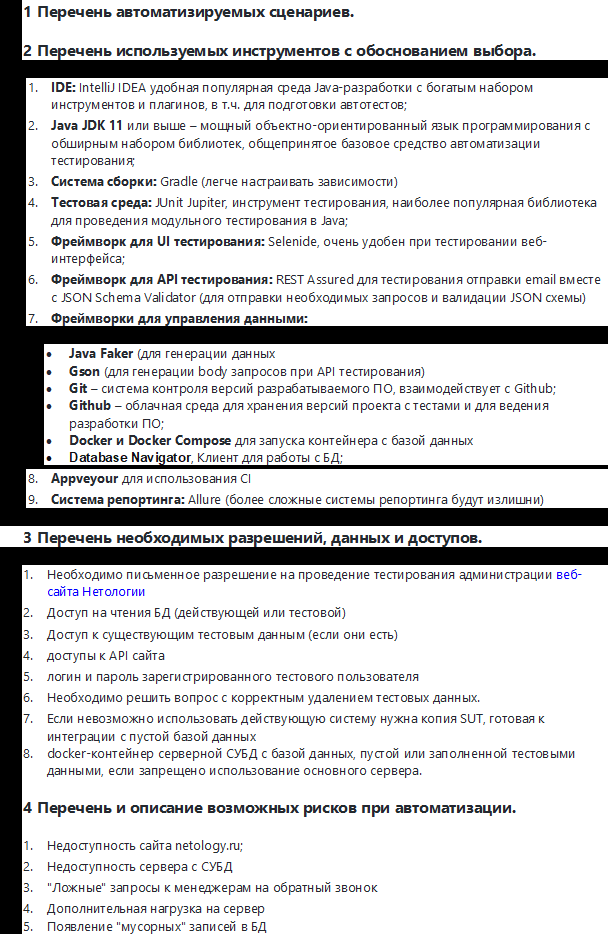 1 Перечень автоматизируемых сценариев.
2 Перечень используемых инструментов с обоснованием выбора.
1. IDE: IntelliJ IDEA удобная популярная среда Java-разработки с богатым набором
инструментов и плагинов, в т.ч. для подготовки автотестов;
2. Java JDK 11 или выше – мощный объектно-ориентированный язык программирования с
обширным набором библиотек, общепринятое базовое средство автоматизации
тестирования;
3. Система сборки: Gradle (легче настраивать зависимости)
4. Тестовая среда: JUnit Jupiter, инструмент тестирования, наиболее популярная библиотека
для проведения модульного тестирования в Java;
5. Фреймворк для UI тестирования: Selenide, очень удобен при тестировании веб-
интерфейса;
6. Фреймворк для API тестирования: REST Assured для тестирования отправки email вместе
с JSON Schema Validator (для отправки необходимых запросов и валидации JSON схемы)
7. Фреймворки для управления данными:
• Java Faker (для генерации данных
• Gson (для генерации body запросов при API тестирования)
• Git – система контроля версий разрабатываемого ПО, взаимодействует с Github;
• Github – облачная среда для хранения версий проекта с тестами и для ведения
разработки ПО;
• Docker и Docker Compose для запуска контейнера с базой данных
• Database Navigator, Клиент для работы с БД;
8. Appveyour для использования CI
9. Система репортинга: Allure (более сложные системы репортинга будут излишни)
3 Перечень необходимых разрешений, данных и доступов.
1. Необходимо письменное разрешение на проведение тестирования администрации веб-
сайта Нетологии
2. Доступ на чтения БД (действующей или тестовой)
3. Доступ к существующим тестовым данным (если они есть)
4. доступы к API сайта
5. логин и пароль зарегистрированного тестового пользователя
6. Необходимо решить вопрос с корректным удалением тестовых данных.
7. Если невозможно использовать действующую систему нужна копия SUT, готовая к
интеграции с пустой базой данных
8. docker-контейнер серверной СУБД с базой данных, пустой или заполненной тестовыми
данными, если запрещено использование основного сервера.
4 Перечень и описание возможных рисков при автоматизации.
1. Недоступность сайта netology.ru;
2. Недоступность сервера с СУБД
3. "Ложные" запросы к менеджерам на обратный звонок
4. Дополнительная нагрузка на сервер
5. Появление "мусорных" записей в БД